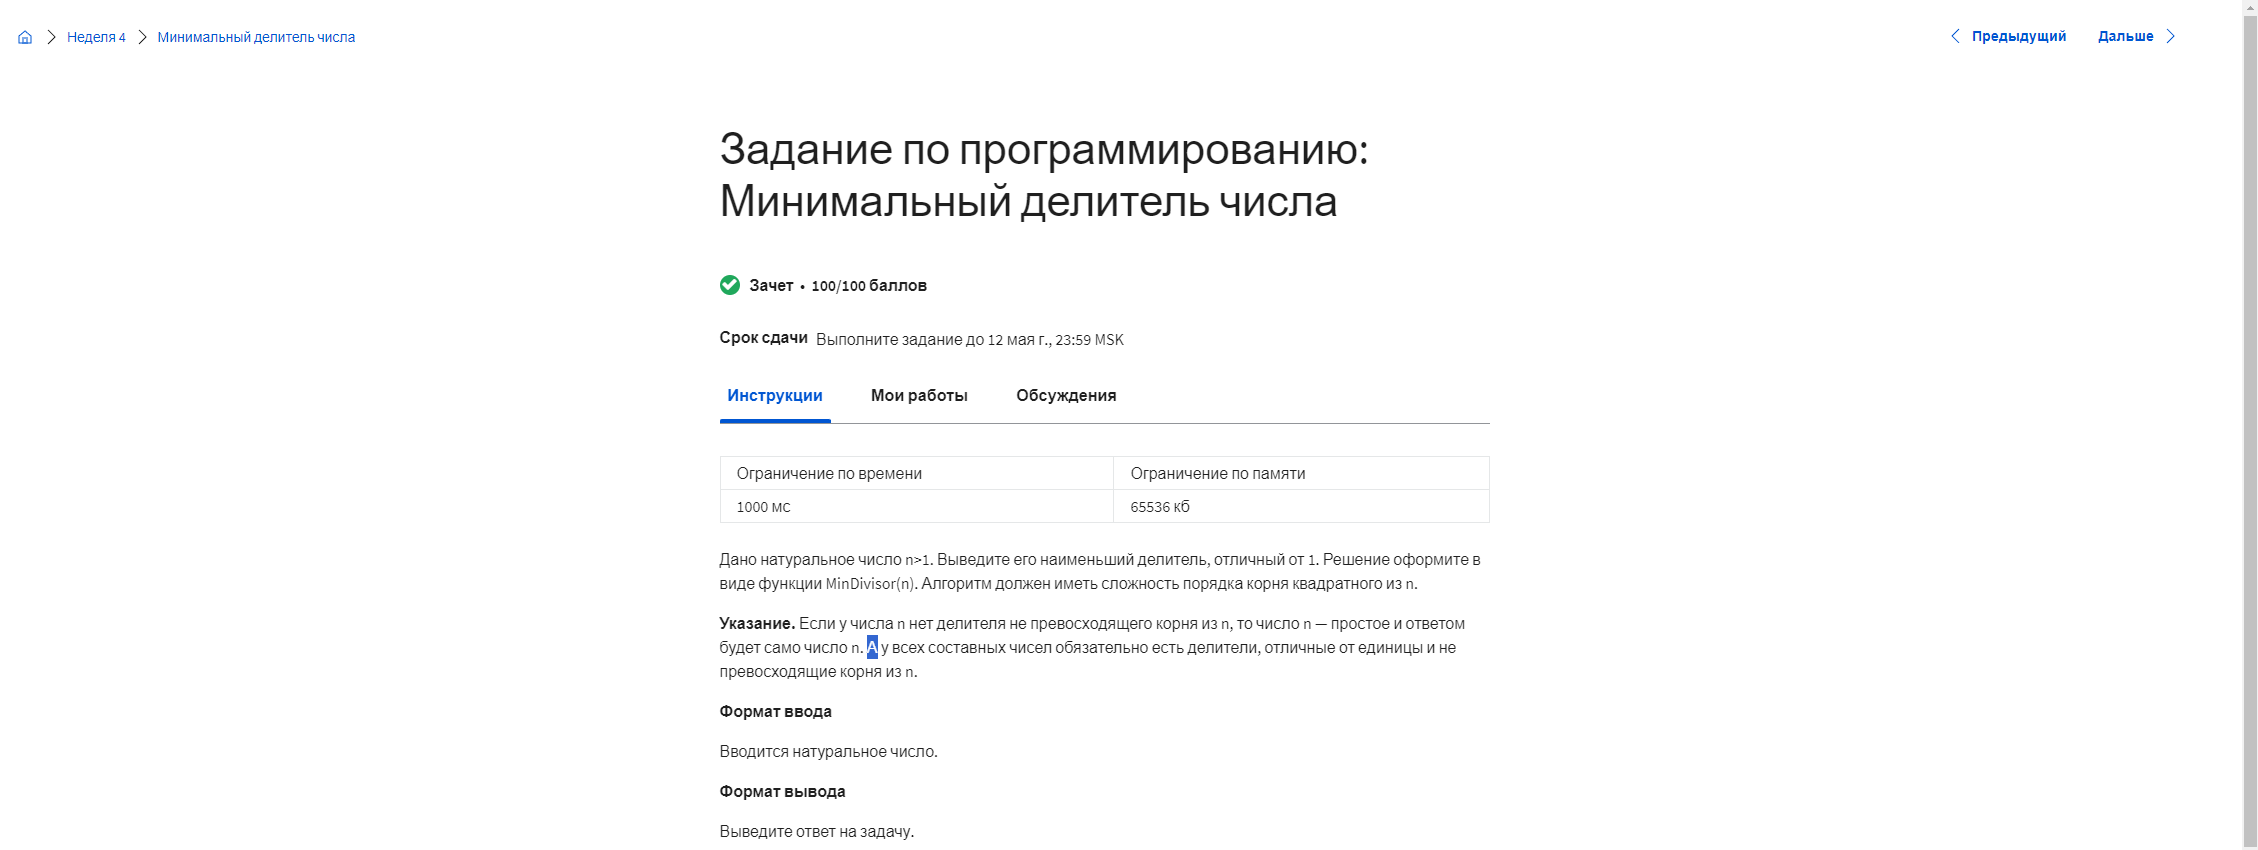 Неделя 4 Минимальный делитель числа Предыдущий Дальше
Задание по программированию:
Минимальный делитель числа
Зачет • 100/100 баллов
Срок сдачи Выполните задание до 12 мая г., 23:59 MSK
Инструкции Мои работы Обсуждения
Ограничение по времени Ограничение по памяти
1000 мс 65536 кб
Дано натуральное число n>1. Выведите его наименьший делитель, отличный от 1. Решение оформите в
виде функции MinDivisor(n). Алгоритм должен иметь сложность порядка корня квадратного из n.
Указание. Если у числа n нет делителя не превосходящего корня из n, то число n — простое и ответом
будет само число n. А у всех составных чисел обязательно есть делители, отличные от единицы и не
превосходящие корня из n.
Формат ввода
Вводится натуральное число.
Формат вывода
Выведите ответ на задачу.